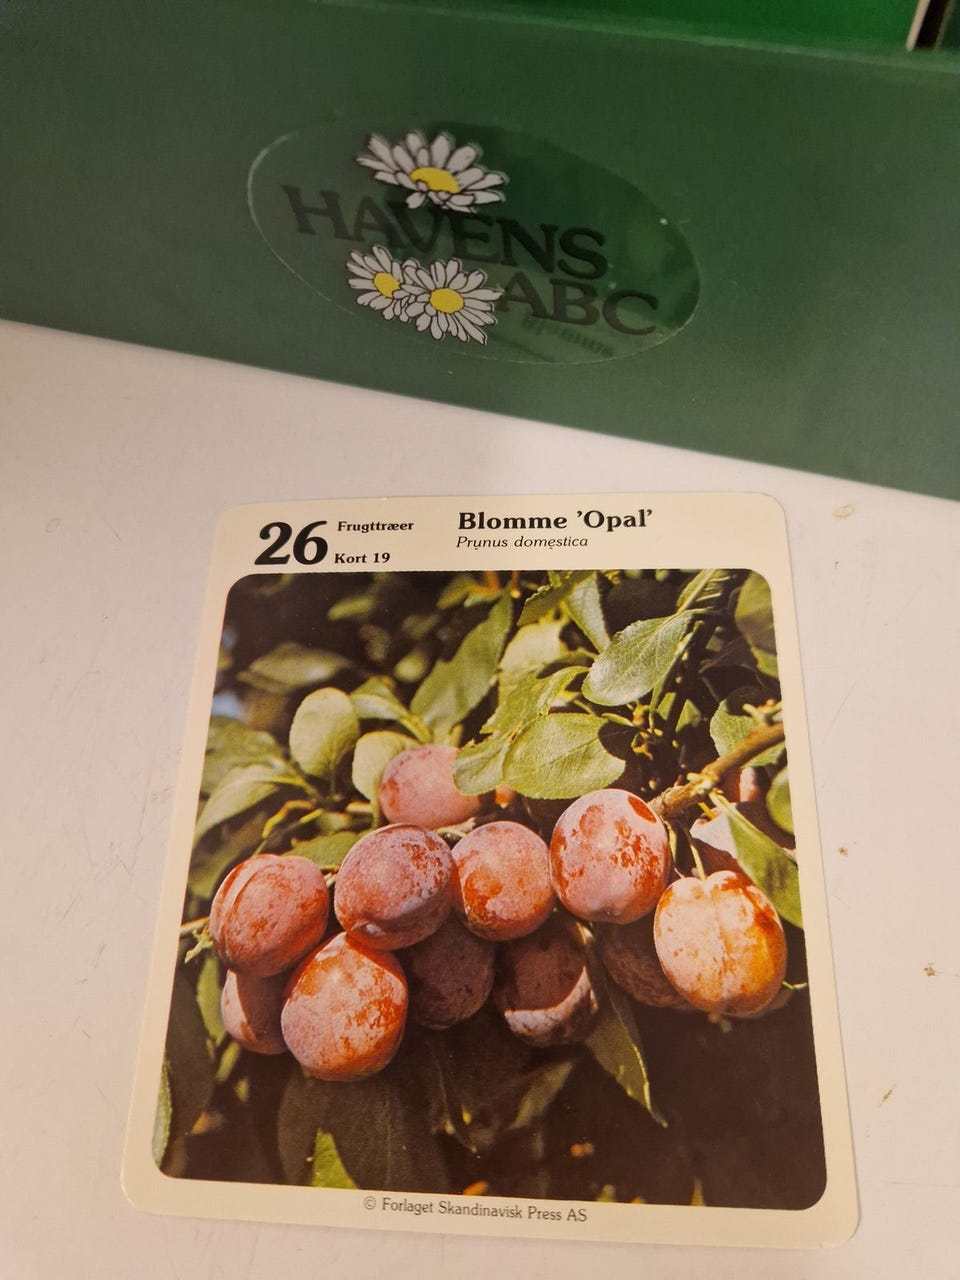 HAVENS
ABC
26
Frugttræer
Kort 19
Blomme 'Opal'
Prunus domestica
© Forlaget Skandinavisk Press AS